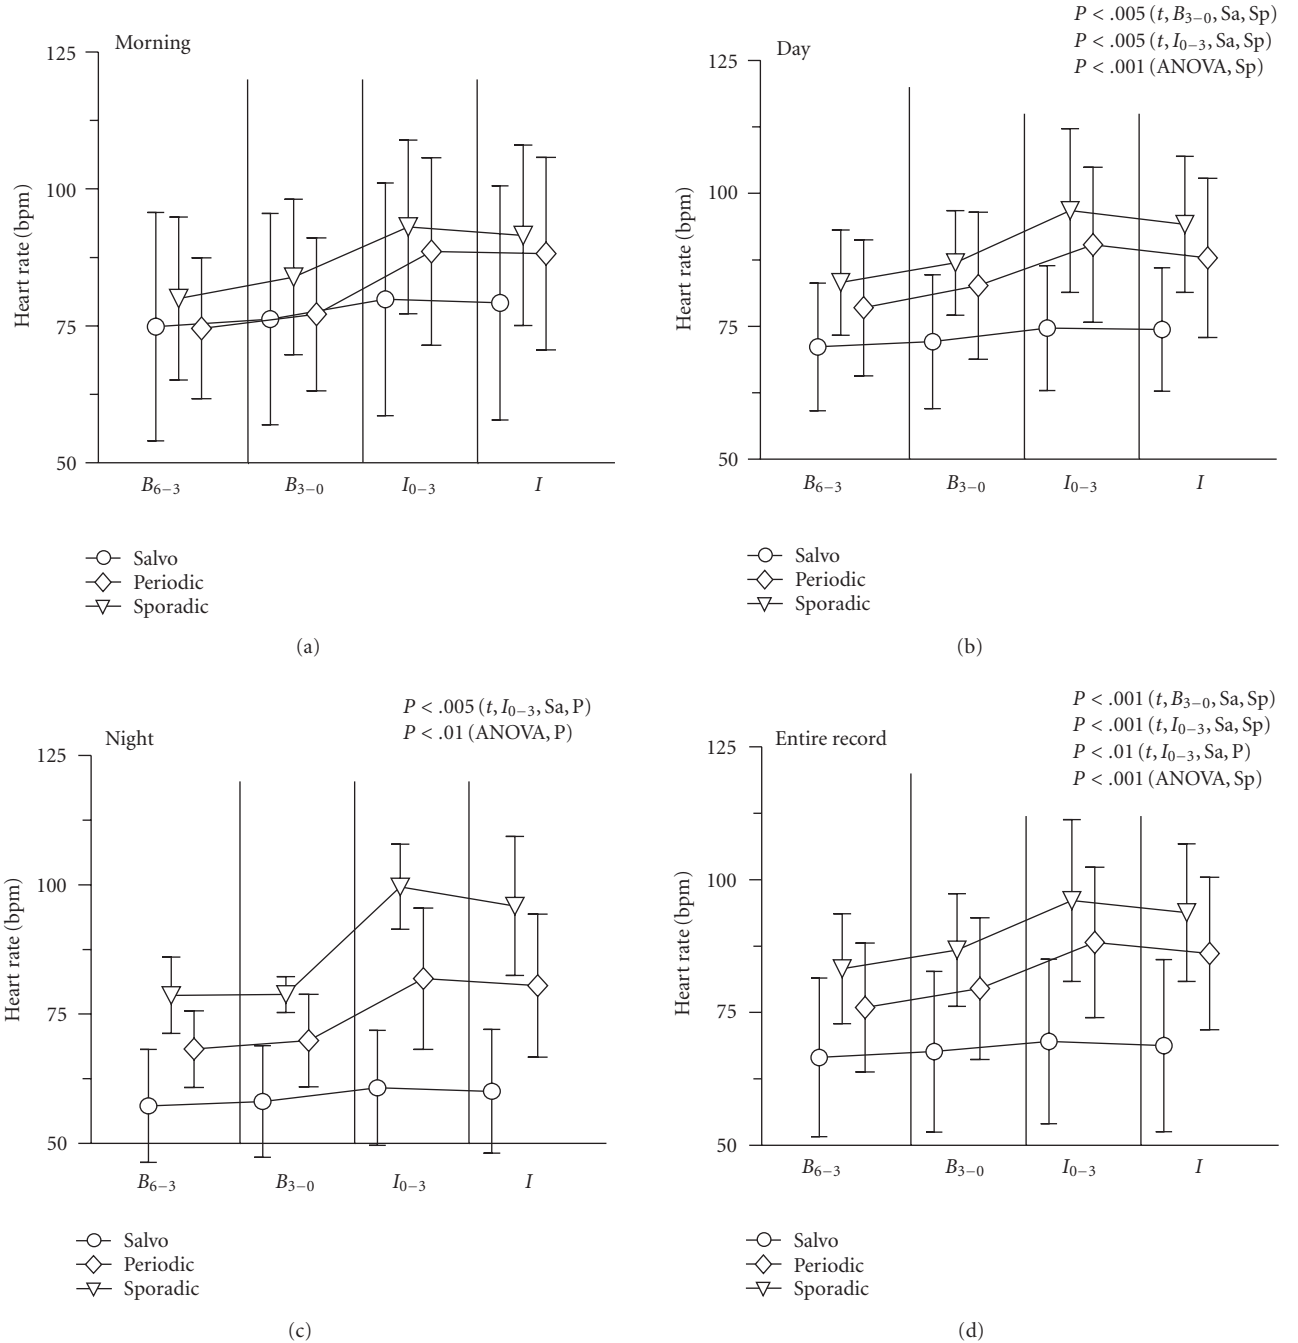 Morning
125
100
75
50
Heart rate (bpm)
B6−3 B3−0 I0−3 I
Salvo
Periodic
Sporadic
(a)
P < .005 (t, B3−0, Sa, Sp)
P < .005 (t, I0−3, Sa, Sp)
P < .001 (ANOVA, Sp)
Day
125
100
75
50
Heart rate (bpm)
B6−3 B3−0 I0−3 I
Salvo
Periodic
Sporadic
(b)
P < .005 (t, I0−3, Sa, P)
P < .01 (ANOVA, P)
Night
125
100
75
50
Heart rate (bpm)
B6−3 B3−0 I0−3 I
Salvo
Periodic
Sporadic
(c)
P < .001 (t, B3−0, Sa, Sp)
P < .001 (t, I0−3, Sa, Sp)
P < .01 (t, I0−3, Sa, P)
P < .001 (ANOVA, Sp)
Entire record
125
100
75
50
Heart rate (bpm)
B6−3 B3−0 I0−3 I
Salvo
Periodic
Sporadic
(d)